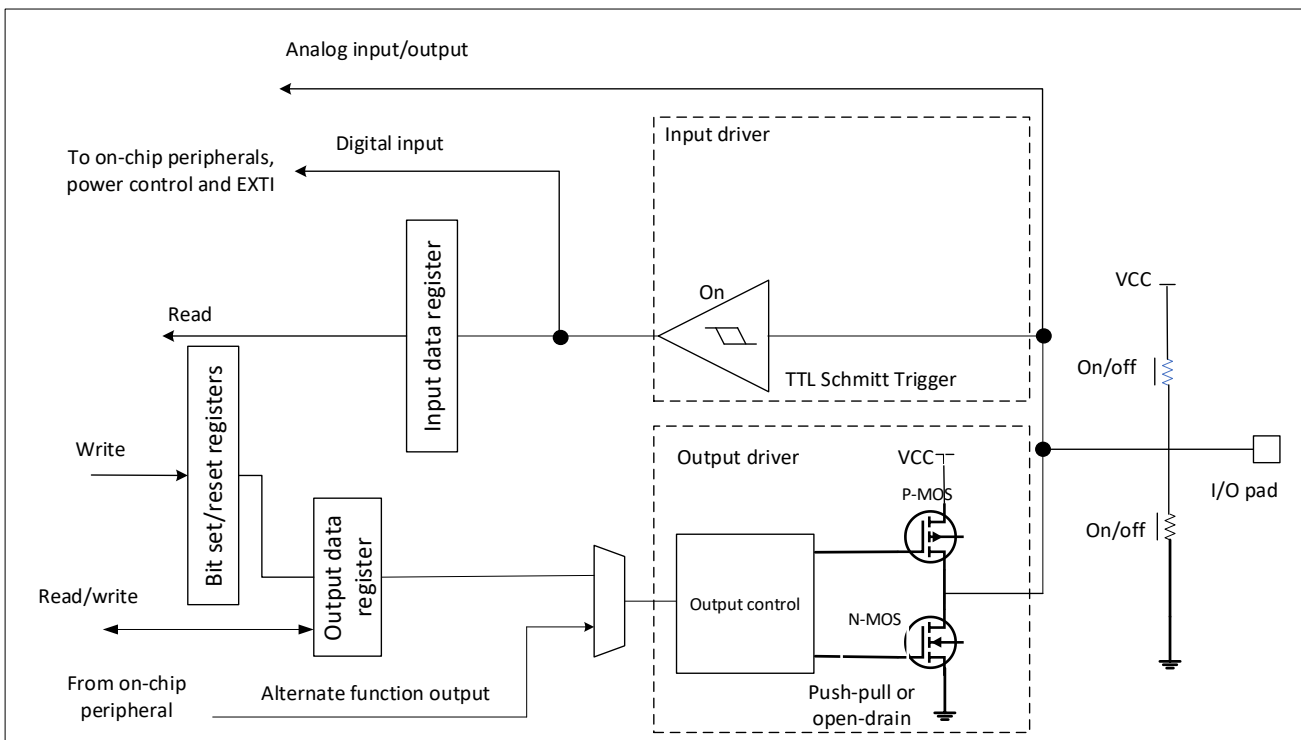 Analog input/output
Input driver
Digital input
To on-chip peripherals,
power control and EXTI
Input data register
On
VCC
Read
On/off
TTL Schmitt Trigger
Bit set/reset registers
Write
Output driver
VCC
P-MOS
I/O pad
On/off
Output data
register
Read/write
Output control
N-MOS
From on-chip
peripheral
Alternate function output
Push-pull or
open-drain